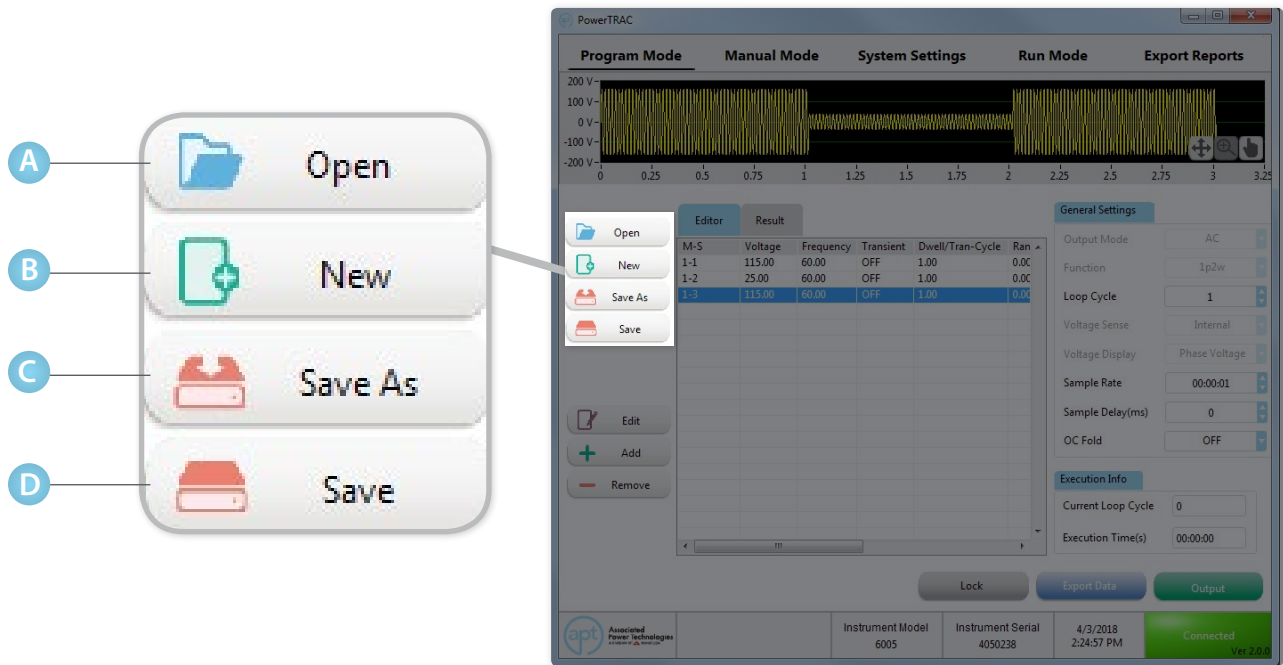 A
Open
B
New
C
Save As
D
Save
PowerTRAC
Program Mode Manual Mode System Settings Run Mode Export Reports
200 V
100 V
0 V
-100 V
-200 V
0 0.25 0.5 0.75 1 1.25 1.5 1.75 2 2.25 2.5 2.75 3 3.25
Open
New
Save As
Save
Edit
Add
Remove
Editor Result
M-S Voltage Frequency Transient Dwell/Tran-Cycle Ran
1-1 115.00 60.00 OFF 1.00 0.00
1-2 25.00 60.00 OFF 1.00 0.00
1-3 115.00 60.00 OFF 1.00 0.00
General Settings
Output Mode AC
Function 1p2w
Loop Cycle 1
Voltage Sense Internal
Voltage Display Phase Voltage
Sample Rate 00:00:01
Sample Delay(ms) 0
OC Fold OFF
Execution Info
Current Loop Cycle 0
Execution Time(s) 00:00:00
Lock Export Data Output
apt Associated
Power Technologies
Instrument Model
6005
Instrument Serial
4050238
4/3/2018
2:24:57 PM
Connected
Ver 2.0.0